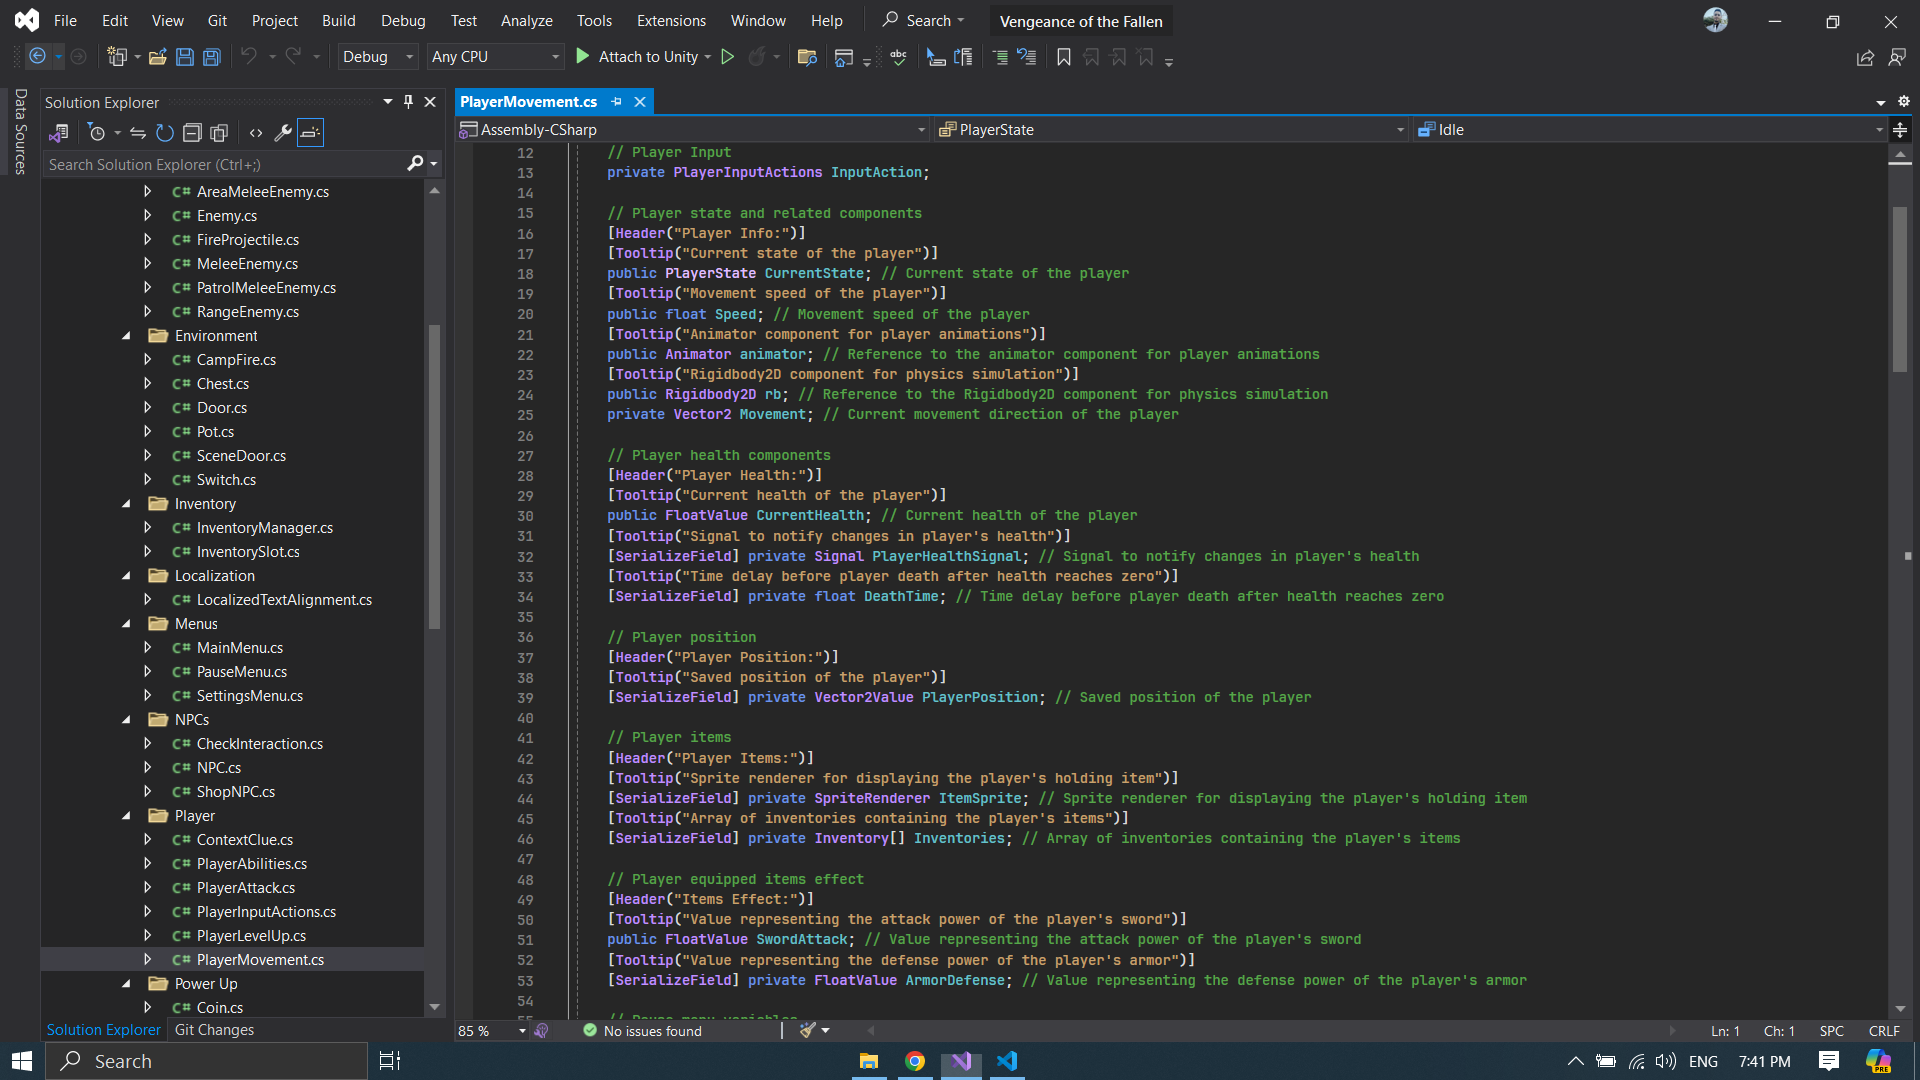 File Edit View Git Project Build Debug Test Analyze Tools Extensions Window Help Search Vengeance of the Fallen
Debug Any CPU Attach to Unity
Data Sources
Solution Explorer
Search Solution Explorer (Ctrl+;)
C# AreaMeleeEnemy.cs
C# Enemy.cs
C# FireProjectile.cs
C# MeleeEnemy.cs
C# PatrolMeleeEnemy.cs
C# RangeEnemy.cs
Environment
C# CampFire.cs
C# Chest.cs
C# Door.cs
C# Pot.cs
C# SceneDoor.cs
C# Switch.cs
Inventory
C# InventoryManager.cs
C# InventorySlot.cs
Localization
C# LocalizedTextAlignment.cs
Menus
C# MainMenu.cs
C# PauseMenu.cs
C# SettingsMenu.cs
NPCs
C# CheckInteraction.cs
C# NPC.cs
C# ShopNPC.cs
Player
C# ContextClue.cs
C# PlayerAbilities.cs
C# PlayerAttack.cs
C# PlayerInputActions.cs
C# PlayerLevelUp.cs
C# PlayerMovement.cs
Power Up
C# Coin.cs
Solution Explorer Git Changes
PlayerMovement.cs
Assembly-CSharp PlayerState Idle
12 // Player Input
13 private PlayerInputActions InputAction;
14
15 // Player state and related components
16 [Header("Player Info:")]
17 [Tooltip("Current state of the player")]
18 public PlayerState CurrentState; // Current state of the player
19 [Tooltip("Movement speed of the player")]
20 public float Speed; // Movement speed of the player
21 [Tooltip("Animator component for player animations")]
22 public Animator animator; // Reference to the animator component for player animations
23 [Tooltip("Rigidbody2D component for physics simulation")]
24 public Rigidbody2D rb; // Reference to the Rigidbody2D component for physics simulation
25 private Vector2 Movement; // Current movement direction of the player
26
27 // Player health components
28 [Header("Player Health:")]
29 [Tooltip("Current health of the player")]
30 public FloatValue CurrentHealth; // Current health of the player
31 [Tooltip("Signal to notify changes in player's health")]
32 [SerializeField] private Signal PlayerHealthSignal; // Signal to notify changes in player's health
33 [Tooltip("Time delay before player death after health reaches zero")]
34 [SerializeField] private float DeathTime; // Time delay before player death after health reaches zero
35
36 // Player position
37 [Header("Player Position:")]
38 [Tooltip("Saved position of the player")]
39 [SerializeField] private Vector2Value PlayerPosition; // Saved position of the player
40
41 // Player items
42 [Header("Player Items:")]
43 [Tooltip("Sprite renderer for displaying the player's holding item")]
44 [SerializeField] private SpriteRenderer ItemSprite; // Sprite renderer for displaying the player's holding item
45 [Tooltip("Array of inventories containing the player's items")]
46 [SerializeField] private Inventory[] Inventories; // Array of inventories containing the player's items
47
48 // Player equipped items effect
49 [Header("Items Effect:")]
50 [Tooltip("Value representing the attack power of the player's sword")]
51 public FloatValue SwordAttack; // Value representing the attack power of the player's sword
52 [Tooltip("Value representing the defense power of the player's armor")]
53 [SerializeField] private FloatValue ArmorDefense; // Value representing the defense power of the player's armor
54
55 // Pause menu variables
85 % No issues found Ln: 1 Ch: 1 SPC CRLF
Search ENG 7:41 PM PRE